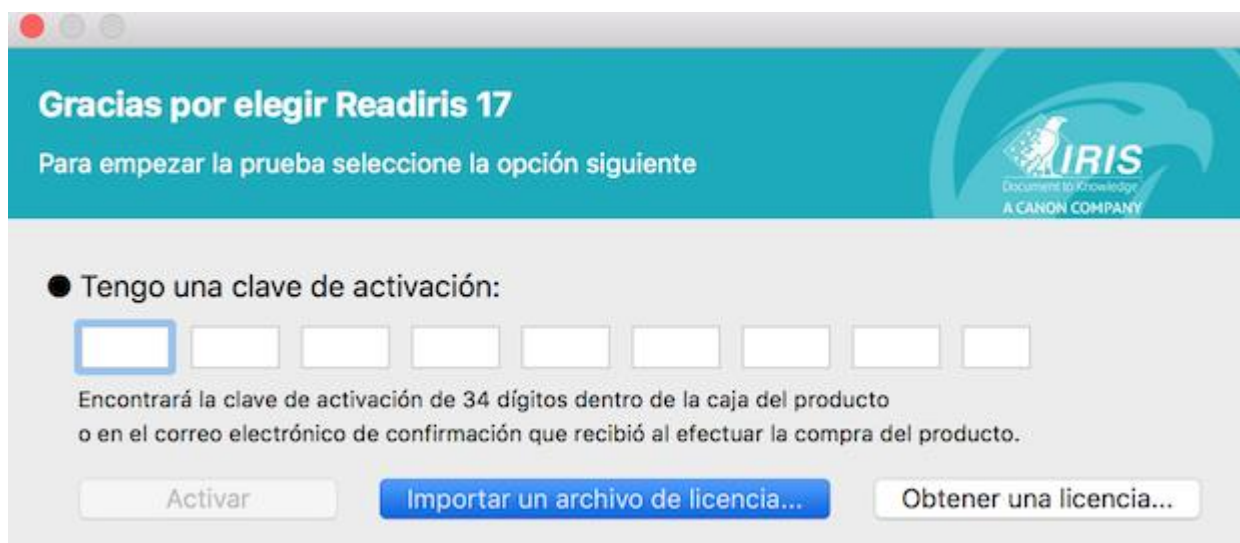 Gracias por elegir Readiris 17
Para empezar la prueba seleccione la opción siguiente
IRIS
Document to Knowledge
A CANON COMPANY
Tengo una clave de activación:
Encontrará la clave de activación de 34 dígitos dentro de la caja del producto
o en el correo electrónico de confirmación que recibió al efectuar la compra del producto.
Activar
Importar un archivo de licencia...
Obtener una licencia...